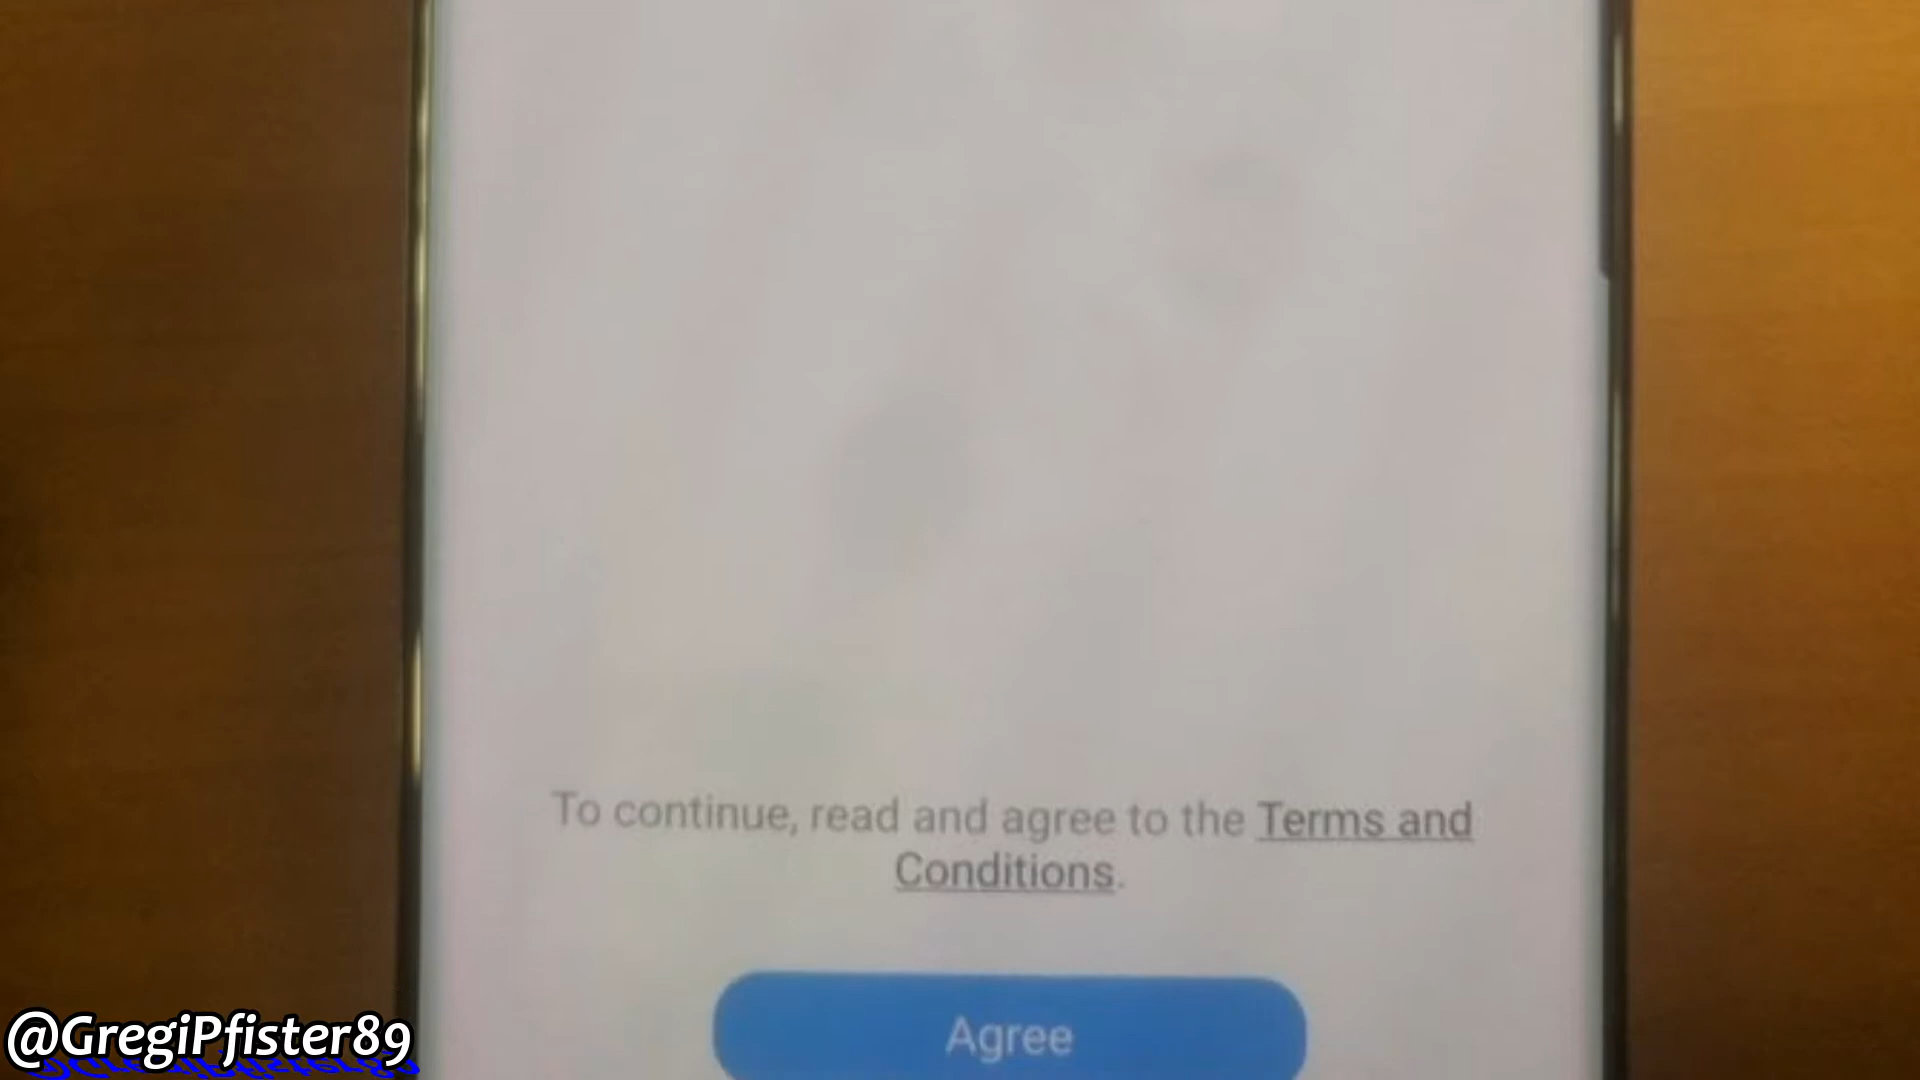 To continue, read and agree to the Terms and
Conditions.
Agree
@GregiPfister89